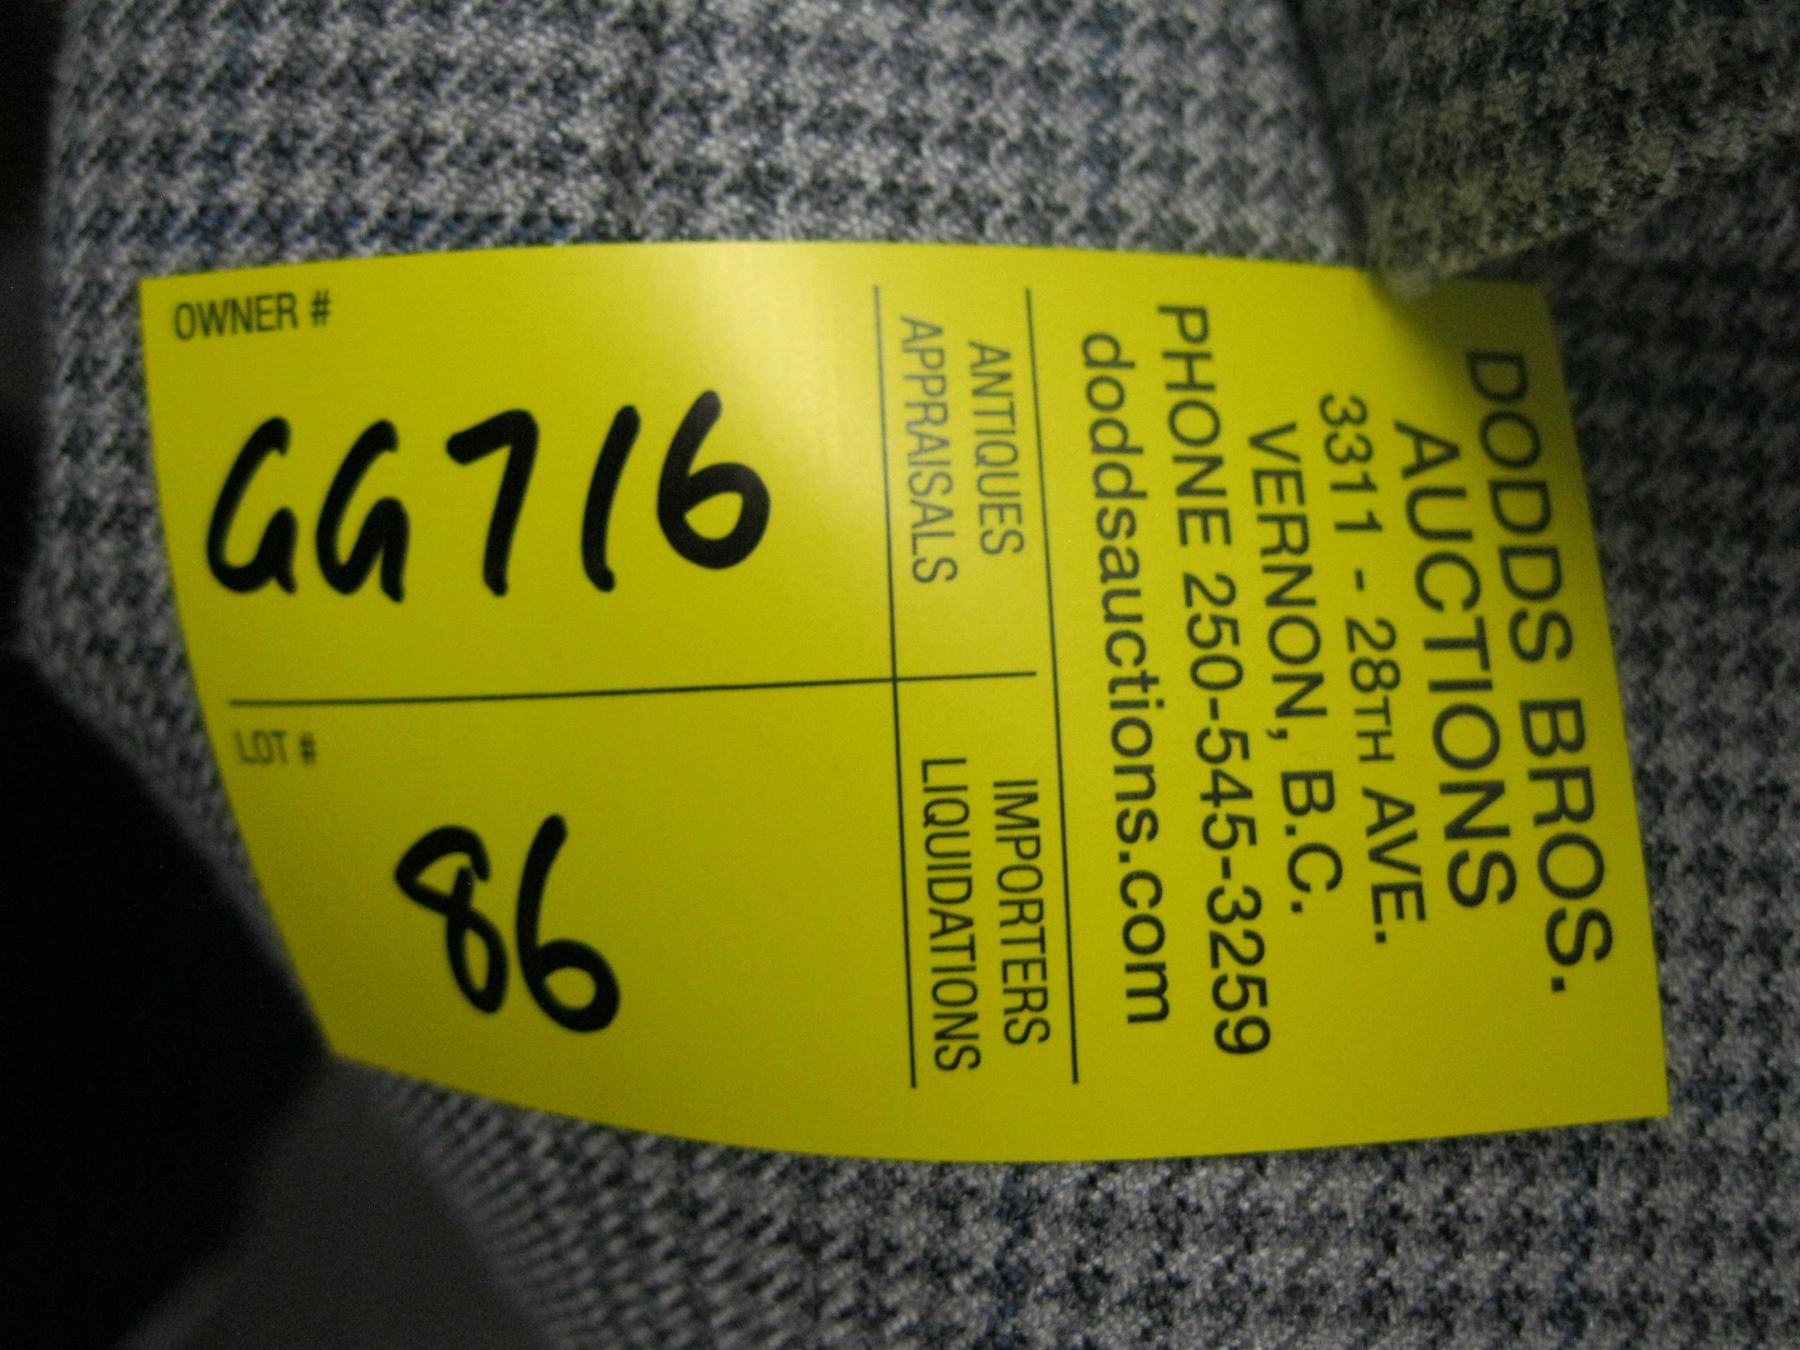 DODDS BROS.
AUCTIONS
3311 - 28TH AVE.
VERNON, B.C.
PHONE 250-545-3259
doddsauctions.com
ANTIQUES
APPRAISALS
IMPORTERS
LIQUIDATIONS
OWNER #
GG716
LOT #
86